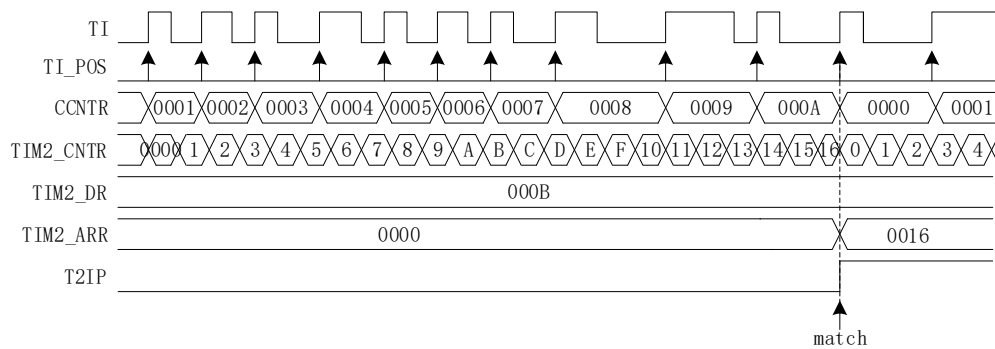 TI
TI_POS
CCNTR 0001 0002 0003 0004 0005 0006 0007 0008 0009 000A 0000 0001
TIM2_CNTR 0000 1 2 3 4 5 6 7 8 9 A B C D E F 10 11 12 13 14 15 16 0 1 2 3 4
TIM2_DR 000B
TIM2_ARR 0000 0016
T2IP
match